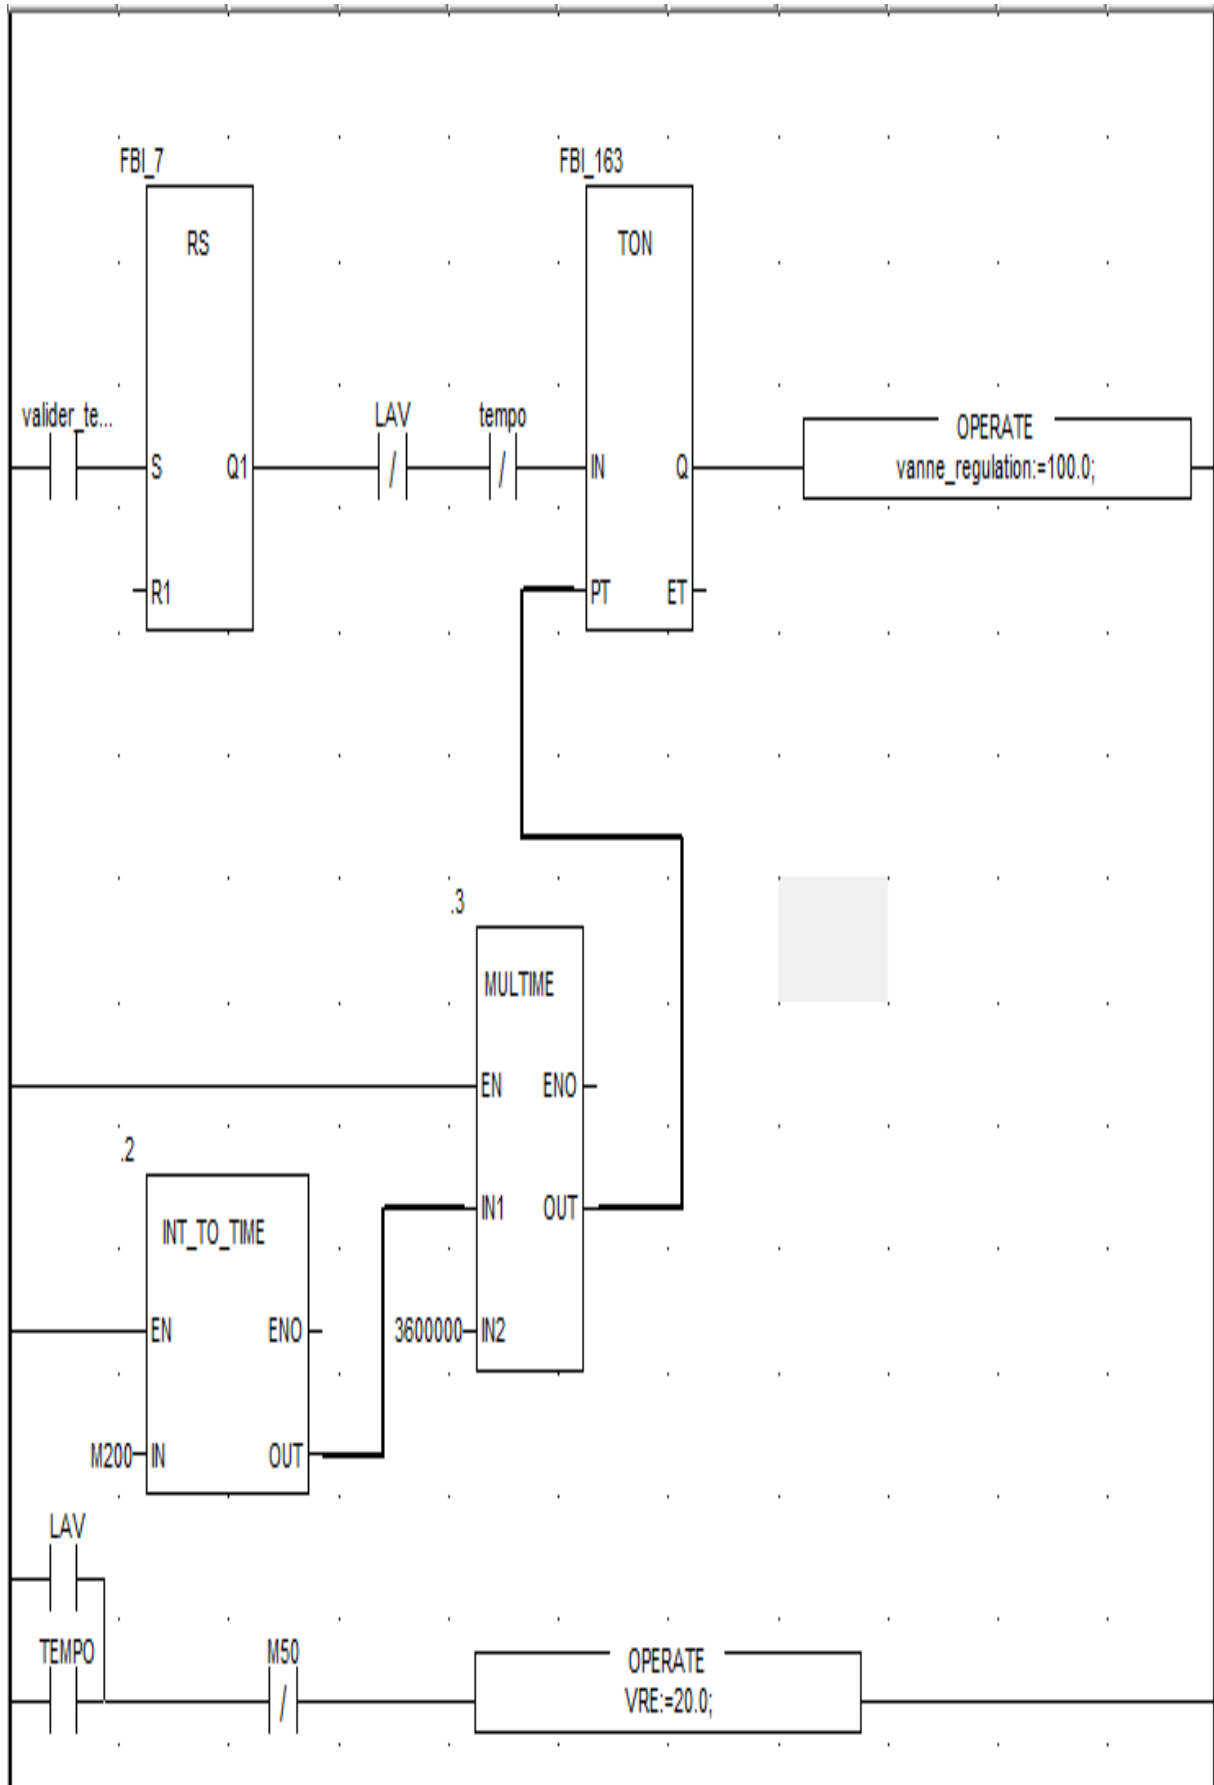 FBI_7
FBI_163
RS
TON
valider_te...
LAV
tempo
OPERATE
S
Q1
/
/
IN
Q
vanne_regulation:=100.0;
R1
PT
ET
.3
MULTIME
EN
ENO
.2
IN1
OUT
INT_TO_TIME
EN
ENO
3600000
IN2
M200
IN
OUT
LAV
TEMPO
M50
OPERATE
/
VRE:=20.0;